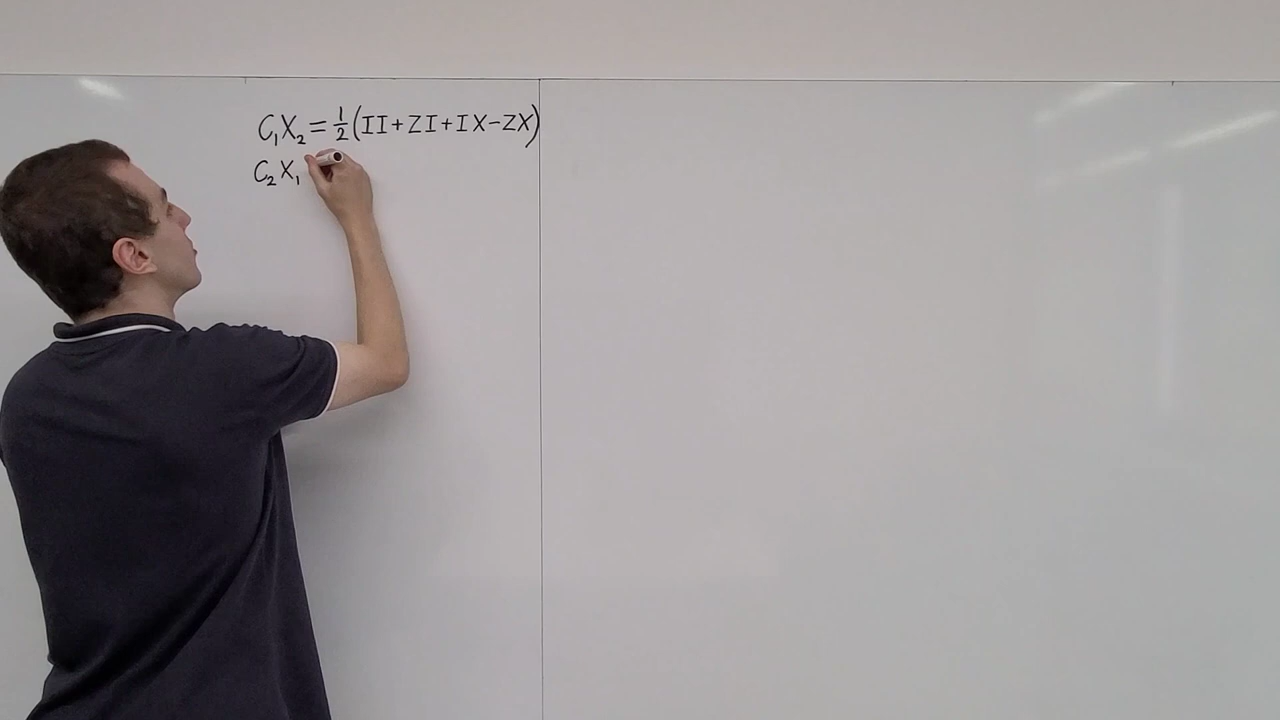 C₁X₂ = ½(II+ZI+IX−ZX)
C₂X₁